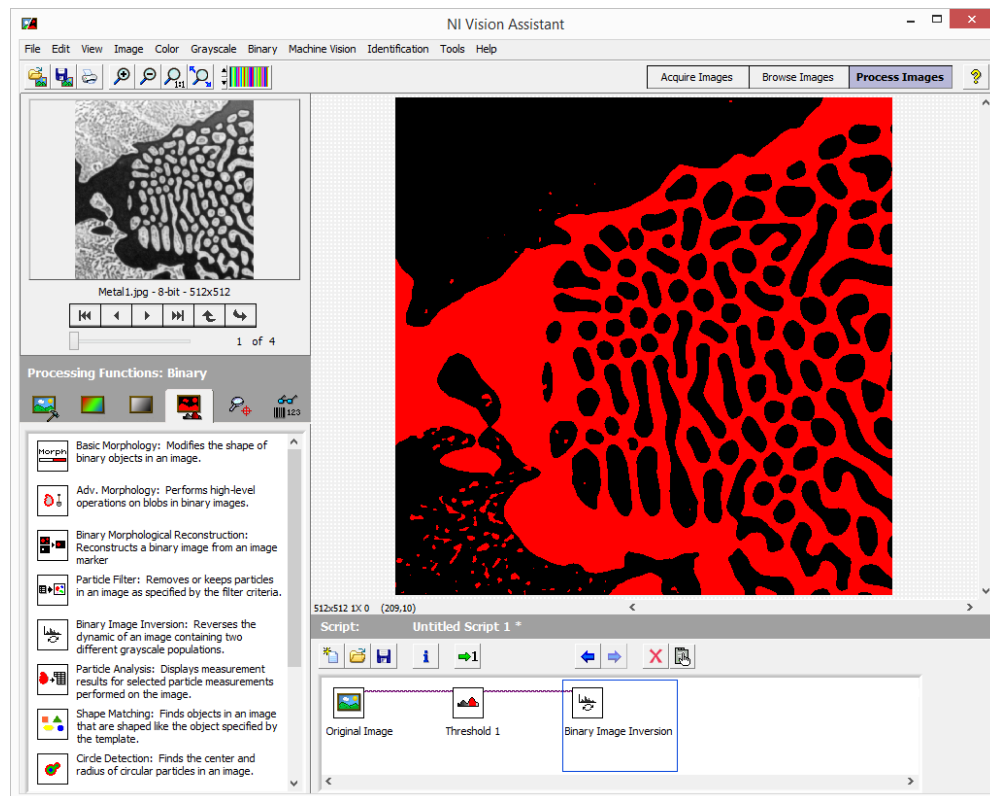 NI Vision Assistant
File Edit View Image Color Grayscale Binary Machine Vision Identification Tools Help
1:1
Acquire Images Browse Images Process Images ?
Metal1.jpg - 8-bit - 512x512
1 of 4
Processing Functions: Binary
123
Morph
Basic Morphology: Modifies the shape of
binary objects in an image.
Adv. Morphology: Performs high-level
operations on blobs in binary images.
Binary Morphological Reconstruction:
Reconstructs a binary image from an image
marker
Particle Filter: Removes or keeps particles
in an image as specified by the filter criteria.
Binary Image Inversion: Reverses the
dynamic of an image containing two
different grayscale populations.
Particle Analysis: Displays measurement
results for selected particle measurements
performed on the image.
Shape Matching: Finds objects in an image
that are shaped like the object specified by
the template.
Circle Detection: Finds the center and
radius of circular particles in an image.
512x512 1X 0 (209,10)
Script: Untitled Script 1 *
i 1 X
Original Image Threshold 1 Binary Image Inversion